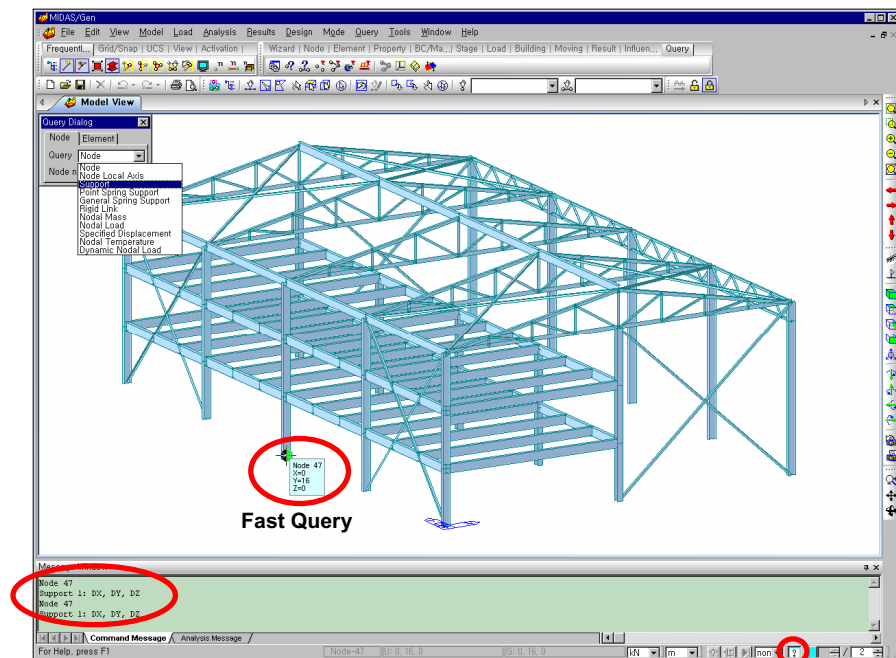 MIDAS/Gen
File Edit View Model Load Analysis Results Design Mode Query Tools Window Help
Frequentl... Grid/Snap | UCS | View | Activation | Wizard | Node | Element | Property | BC/Ma...| Stage | Load | Building | Moving | Result | Influen... Query
Model View
Query Dialog
Node Element
Query Node
Node n
Node
Node Local Axis
Support
Point Spring Support
General Spring Support
Rigid Link
Nodal Mass
Nodal Load
Specified Displacement
Nodal Temperature
Dynamic Nodal Load
Node 47
X=0
Y=16
Z=0
Fast Query
Message Window
Node 47
Support 1: DX, DY, DZ
Node 47
Support 1: DX, DY, DZ
Command Message Analysis Message
For Help, press F1 Node-47 U: 0, 16, 0 G: 0, 16, 0 kN m non ? / 2